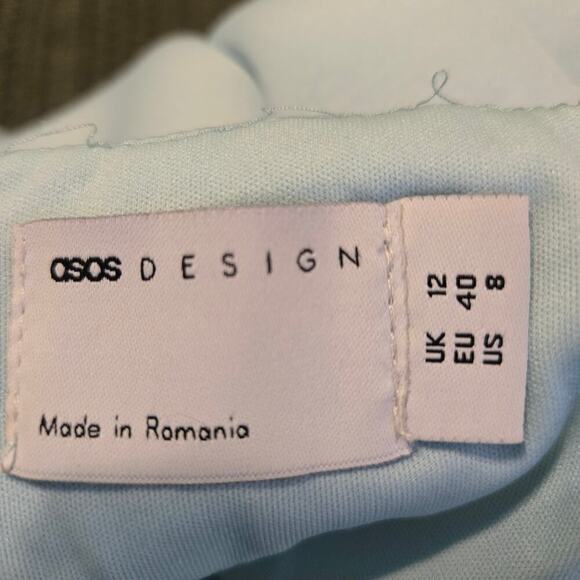 asos DESIGN
Made in Romania
UK 12
EU 40
US 8